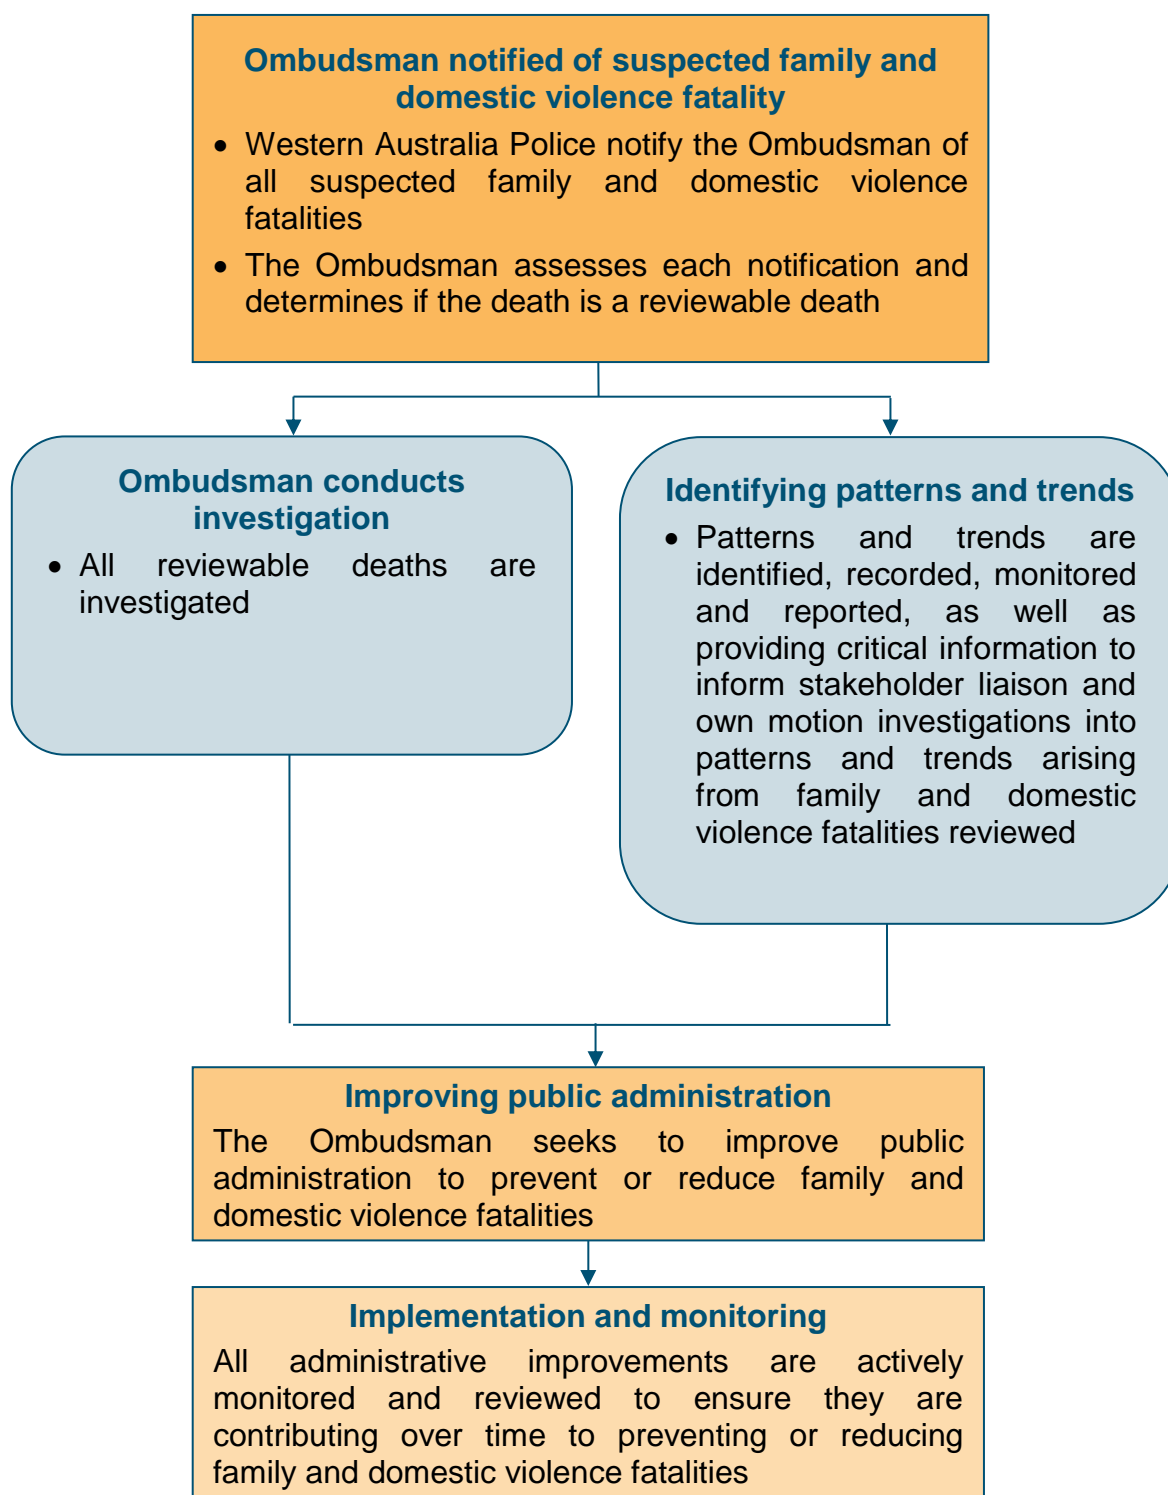 Ombudsman notified of suspected family and
domestic violence fatality
• Western Australia Police notify the Ombudsman of
all suspected family and domestic violence
fatalities
• The Ombudsman assesses each notification and
determines if the death is a reviewable death
Ombudsman conducts
investigation
• All reviewable deaths are
investigated
Identifying patterns and trends
• Patterns and trends are
identified, recorded, monitored
and reported, as well as
providing critical information to
inform stakeholder liaison and
own motion investigations into
patterns and trends arising
from family and domestic
violence fatalities reviewed
Improving public administration
The Ombudsman seeks to improve public
administration to prevent or reduce family and
domestic violence fatalities
Implementation and monitoring
All administrative improvements are actively
monitored and reviewed to ensure they are
contributing over time to preventing or reducing
family and domestic violence fatalities